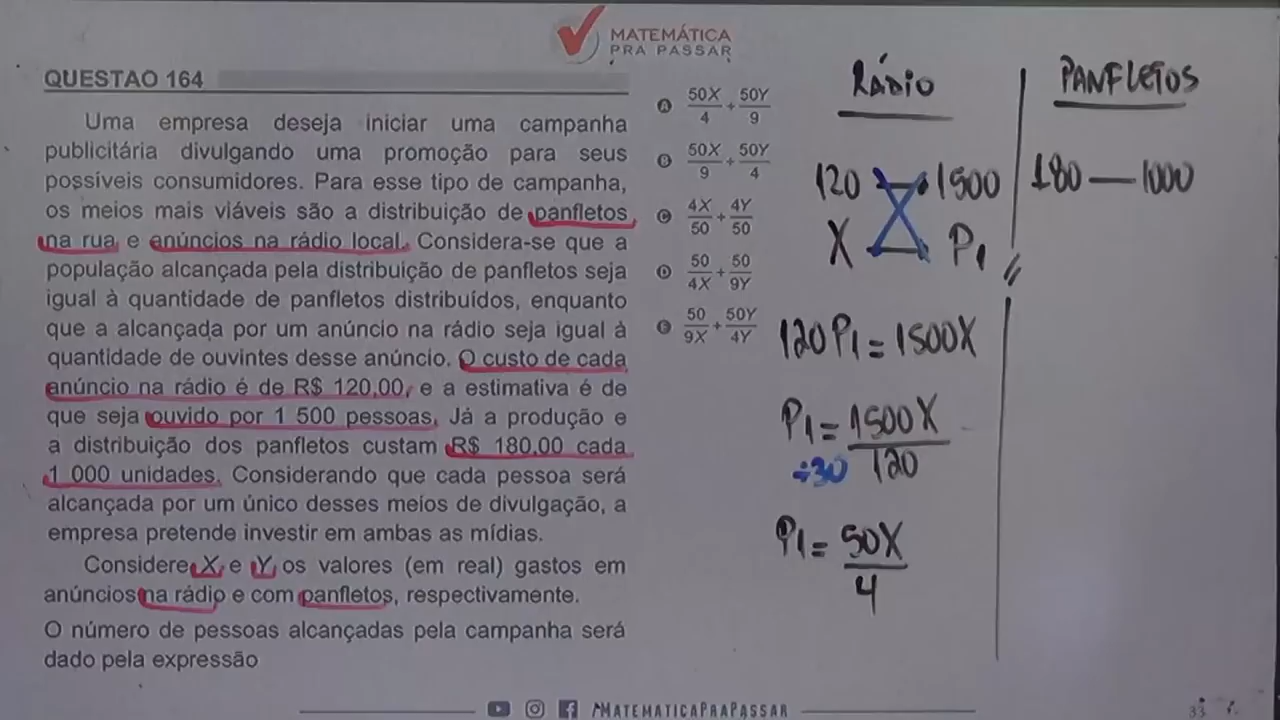 MATEMÁTICA
PRA PASSAR
QUESTAO 164
Uma empresa deseja iniciar uma campanha
publicitária divulgando uma promoção para seus
possíveis consumidores. Para esse tipo de campanha,
os meios mais viáveis são a distribuição de panfletos
na rua e anúncios na rádio local. Considera-se que a
população alcançada pela distribuição de panfletos seja
igual à quantidade de panfletos distribuídos, enquanto
que a alcançada por um anúncio na rádio seja igual à
quantidade de ouvintes desse anúncio. O custo de cada
anúncio na rádio é de R$ 120,00, e a estimativa é de
que seja ouvido por 1 500 pessoas. Já a produção e
a distribuição dos panfletos custam R$ 180,00 cada
1 000 unidades. Considerando que cada pessoa será
alcançada por um único desses meios de divulgação, a
empresa pretende investir em ambas as mídias.
Considere X e Y os valores (em real) gastos em
anúncios na rádio e com panfletos, respectivamente.
O número de pessoas alcançadas pela campanha será
dado pela expressão
A 50X/4 + 50Y/9
B 50X/9 + 50Y/4
C 4X/50 + 4Y/50
D 50/4X + 50/9Y
E 50/9X + 50Y/4Y
RÁDIO
120 1500
X P1
120P1 = 1500X
P1 = 1500X/120
÷30
P1 = 50X/4
PANFLETOS
180 — 1000
/MATEMATICAPRAPASSAR
33